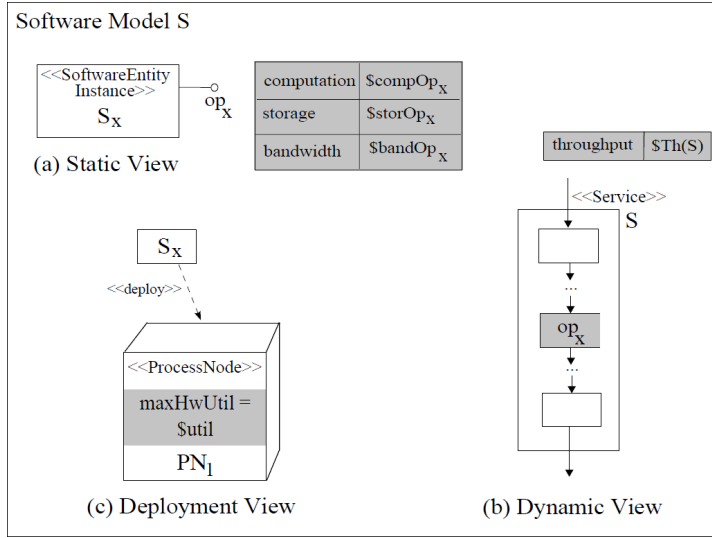 Software Model S
<<SoftwareEntity
Instance>>
Sx
opx
computation $compOpx
storage $storOpx
bandwidth $bandOpx
(a) Static View
throughput $Th(S)
<<Service>>
S
...
opx
...
(b) Dynamic View
Sx
<<deploy>>
<<ProcessNode>>
maxHwUtil =
$util
PNl
(c) Deployment View